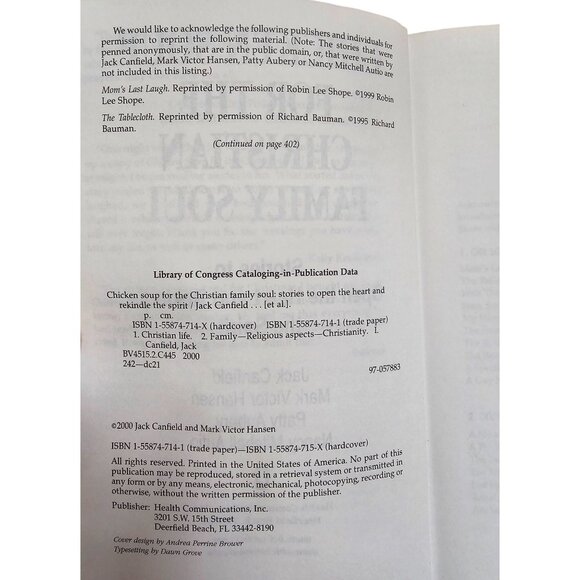 We would like to acknowledge the following publishers and individuals for
permission to reprint the following material. (Note: The stories that were
penned anonymously, that are in the public domain, or, that were written by
Jack Canfield, Mark Victor Hansen, Patty Aubery or Nancy Mitchell Autio are
not included in this listing.)
Mom's Last Laugh. Reprinted by permission of Robin Lee Shope. ©1999 Robin
Lee Shope.
The Tablecloth. Reprinted by permission of Richard Bauman. ©1995 Richard
Bauman.
(Continued on page 402)
Library of Congress Cataloging-in-Publication Data
Chicken soup for the Christian family soul: stories to open the heart and
rekindle the spirit / Jack Canfield . . . [et al.].
p. cm.
ISBN 1-55874-714-X (hardcover) ISBN 1-55874-714-1 (trade paper)
1. Christian life. 2. Family—Religious aspects—Christianity. I.
Canfield, Jack
BV4515.2.C445 2000
242—dc21 97-057883
©2000 Jack Canfield and Mark Victor Hansen
ISBN 1-55874-714-1 (trade paper)—ISBN 1-55874-715-X (hardcover)
All rights reserved. Printed in the United States of America. No part of this
publication may be reproduced, stored in a retrieval system or transmitted in
any form or by any means, electronic, mechanical, photocopying, recording or
otherwise, without the written permission of the publisher.
Publisher: Health Communications, Inc.
3201 S.W. 15th Street
Deerfield Beach, FL 33442-8190
Cover design by Andrea Perrine Brower
Typesetting by Dawn Grove